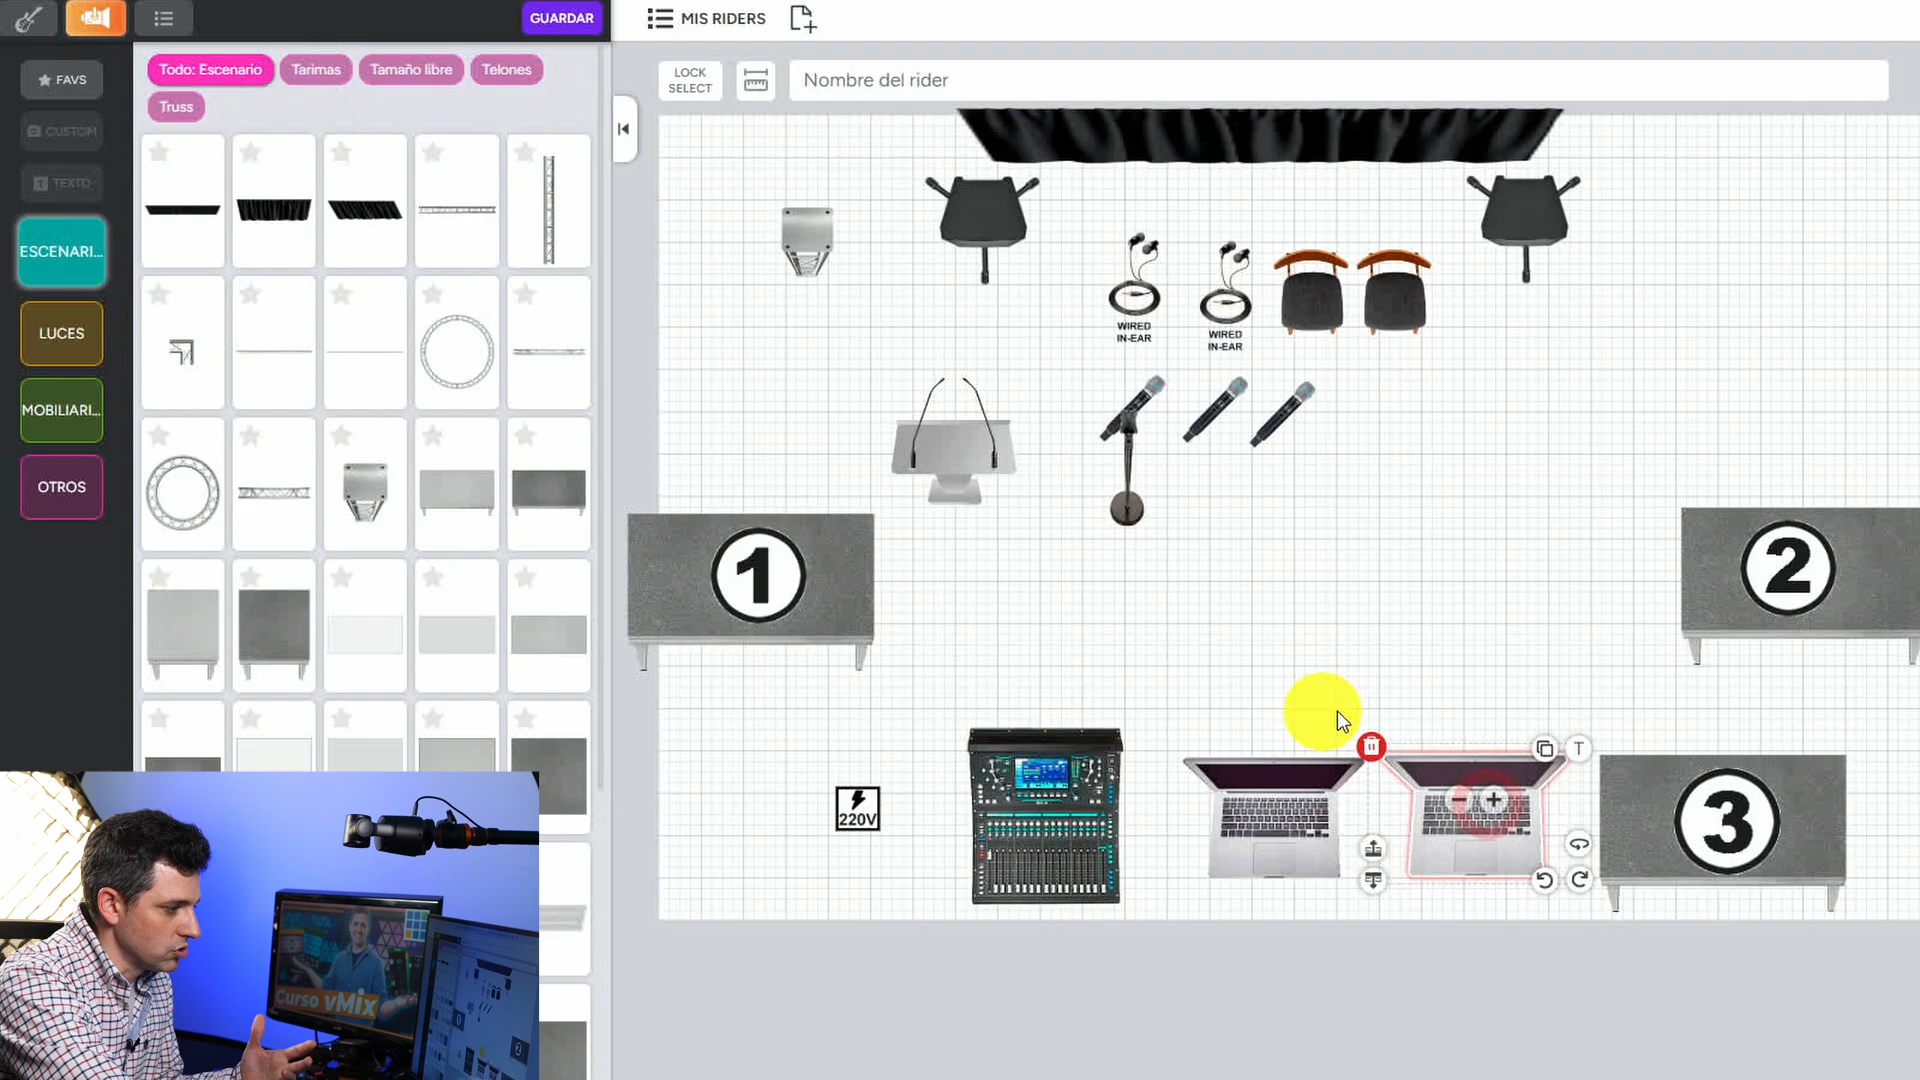 GUARDAR
MIS RIDERS
FAVS
Todo: Escenario
Tarimas
Tamaño libre
Telones
LOCK
SELECT
Nombre del rider
Truss
CUSTOM
TEXTO
ESCENARI...
LUCES
MOBILIARI...
OTROS
WIRED
IN-EAR
WIRED
IN-EAR
1
2
220V
T
3
Curso vMix